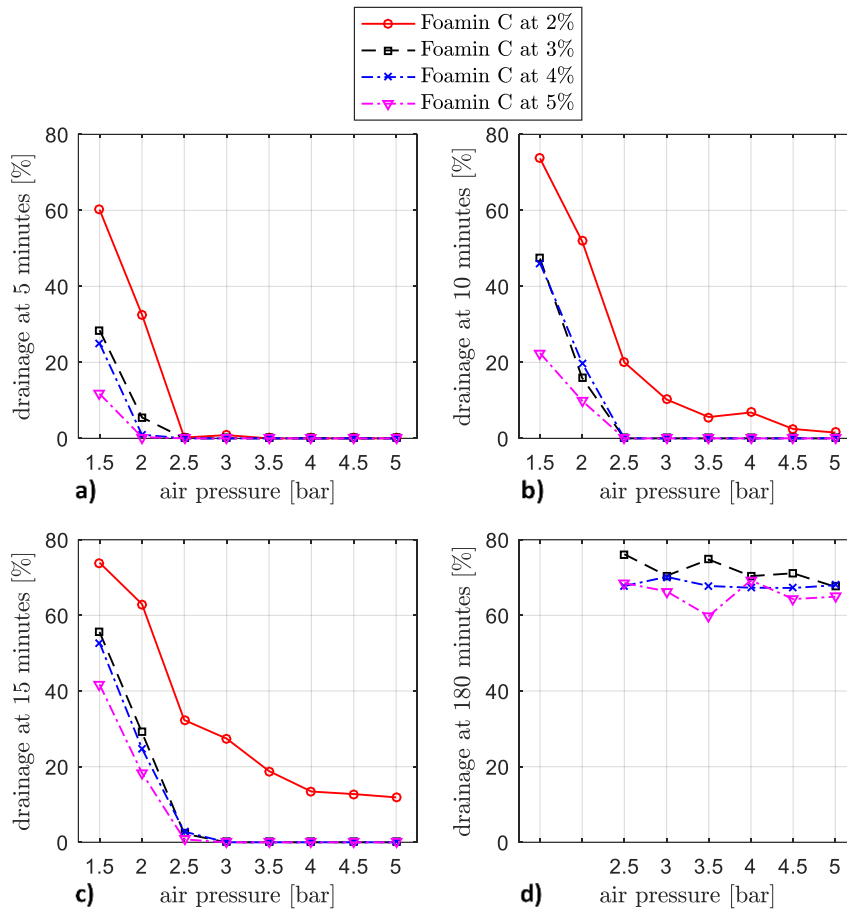 Foamin C at 2%
Foamin C at 3%
Foamin C at 4%
Foamin C at 5%
80
60
40
20
0
drainage at 5 minutes [%]
1.5 2 2.5 3 3.5 4 4.5 5
a) air pressure [bar]
80
60
40
20
0
drainage at 10 minutes [%]
1.5 2 2.5 3 3.5 4 4.5 5
b) air pressure [bar]
80
60
40
20
0
drainage at 15 minutes [%]
1.5 2 2.5 3 3.5 4 4.5 5
c) air pressure [bar]
80
60
40
20
0
drainage at 180 minutes [%]
2.5 3 3.5 4 4.5 5
d) air pressure [bar]